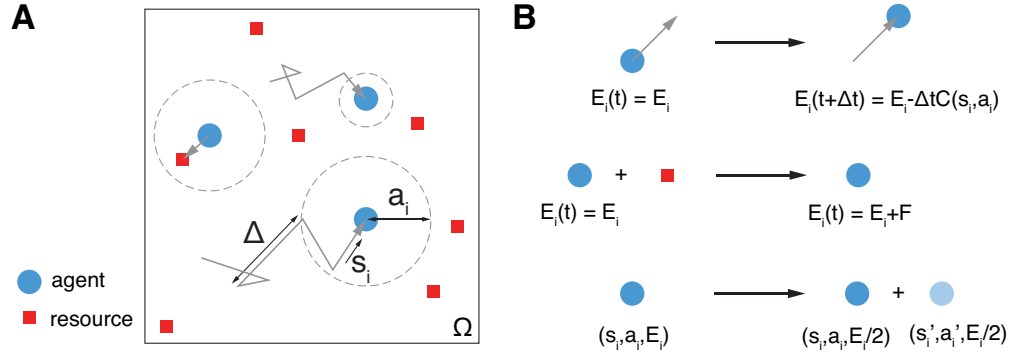 A
a_i
Δ
s_i
agent
resource
Ω
B
E_i(t) = E_i
E_i(t+Δt) = E_i-ΔtC(s_i,a_i)
+
E_i(t) = E_i
E_i(t) = E_i+F
+
(s_i,a_i,E_i)
(s_i,a_i,E_i/2)
(s_i',a_i',E_i/2)